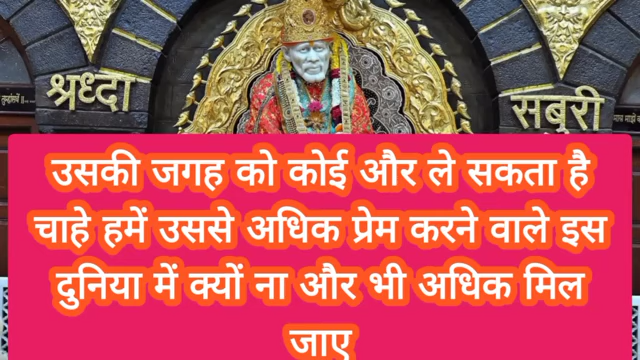 श्रध्दा
सबुरी
उसकी जगह को कोई और ले सकता है
चाहे हमें उससे अधिक प्रेम करने वाले इस
दुनिया में क्यों ना और भी अधिक मिल
जाए